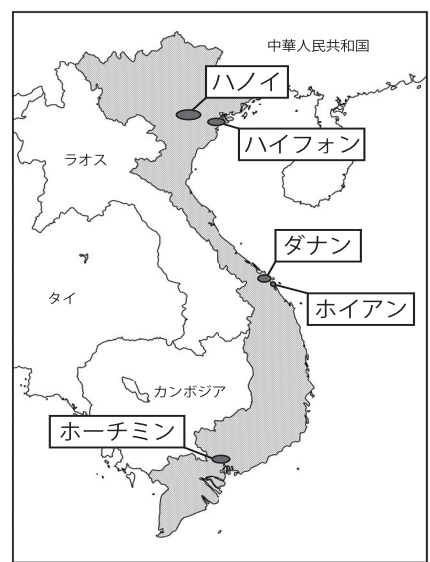 中華人民共和国
ハノイ
ハイフォン
ラオス
ダナン
タイ
ホイアン
カンボジア
ホーチミン